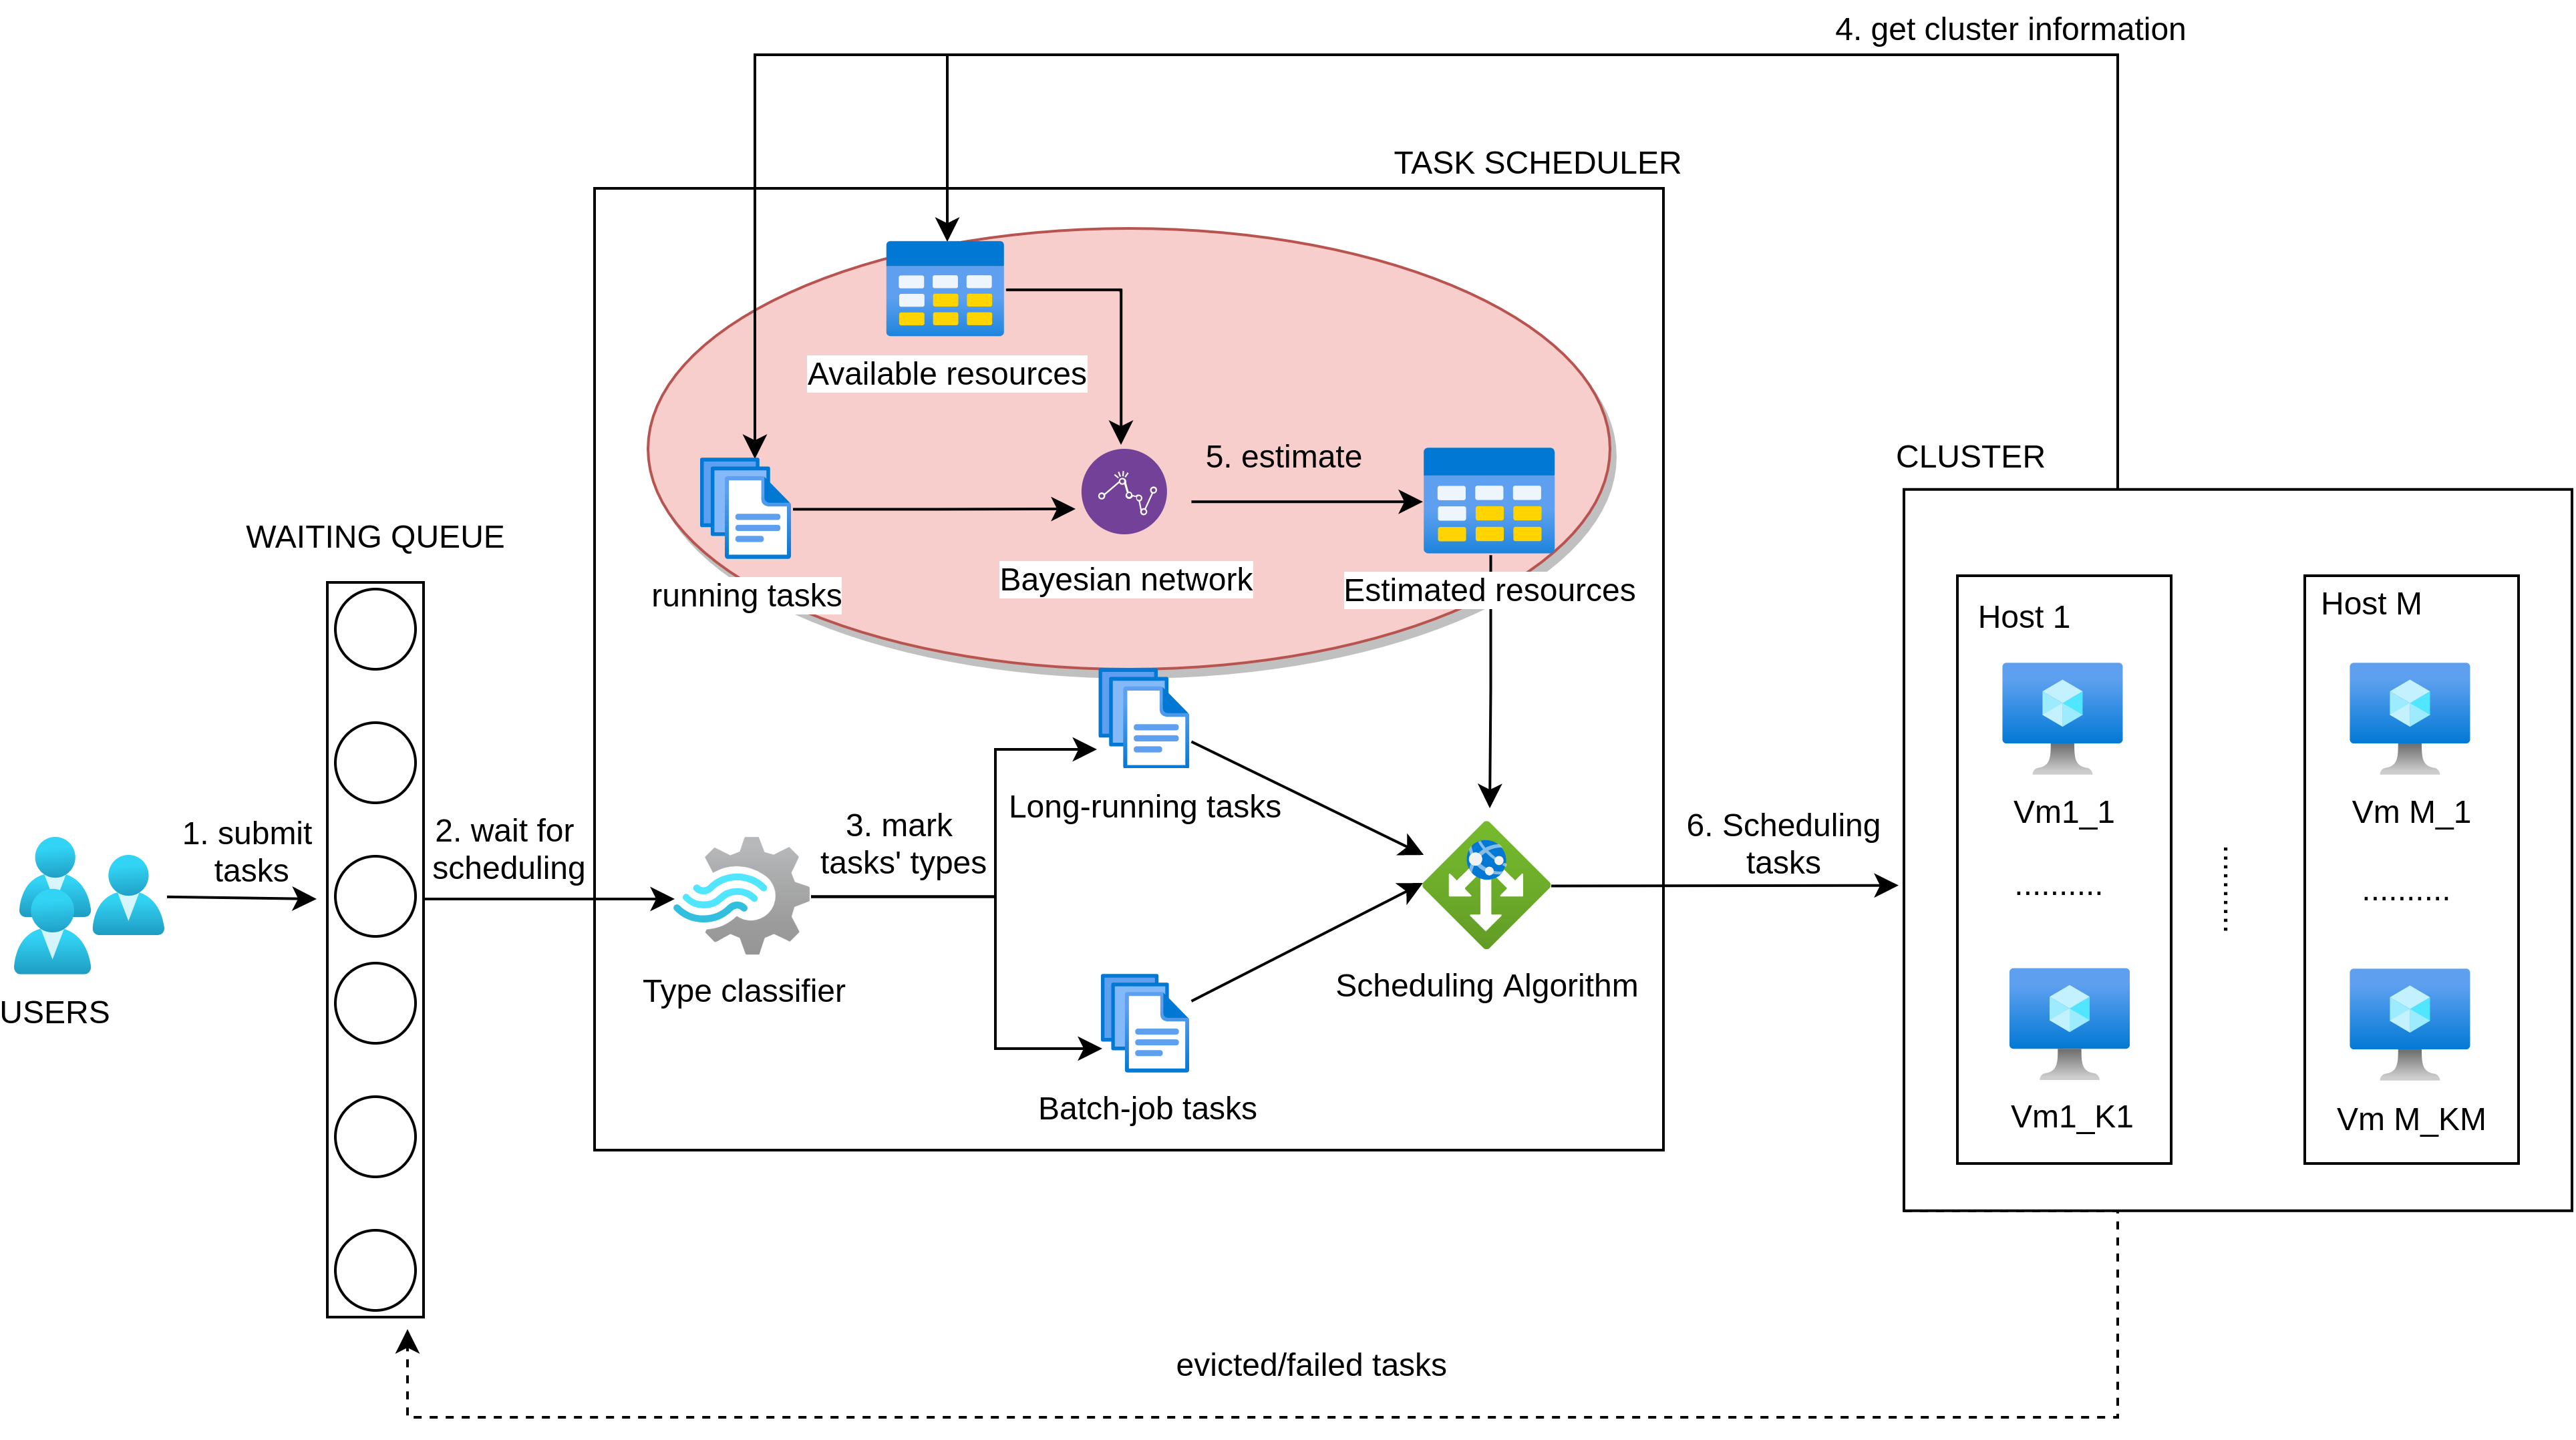 4. get cluster information
TASK SCHEDULER
Available resources
5. estimate
CLUSTER
WAITING QUEUE
running tasks
Bayesian network
Estimated resources
Host 1
Host M
1. submit
tasks
2. wait for
scheduling
3. mark
tasks' types
Long-running tasks
6. Scheduling
tasks
Vm1_1
Vm M_1
..........
..........
..........
USERS
Type classifier
Scheduling Algorithm
Batch-job tasks
Vm1_K1
Vm M_KM
evicted/failed tasks